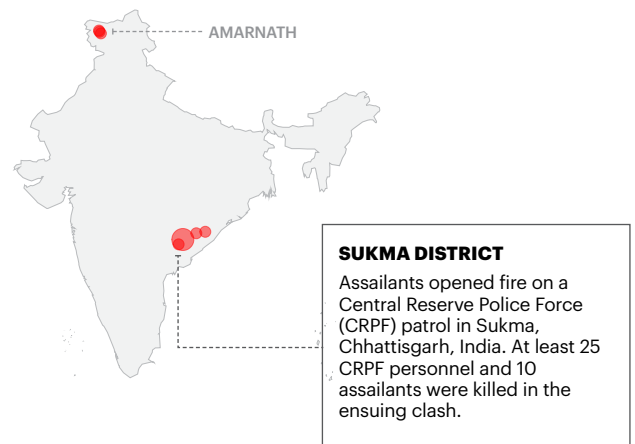 AMARNATH
SUKMA DISTRICT
Assailants opened fire on a
Central Reserve Police Force
(CRPF) patrol in Sukma,
Chhattisgarh, India. At least 25
CRPF personnel and 10
assailants were killed in the
ensuing clash.